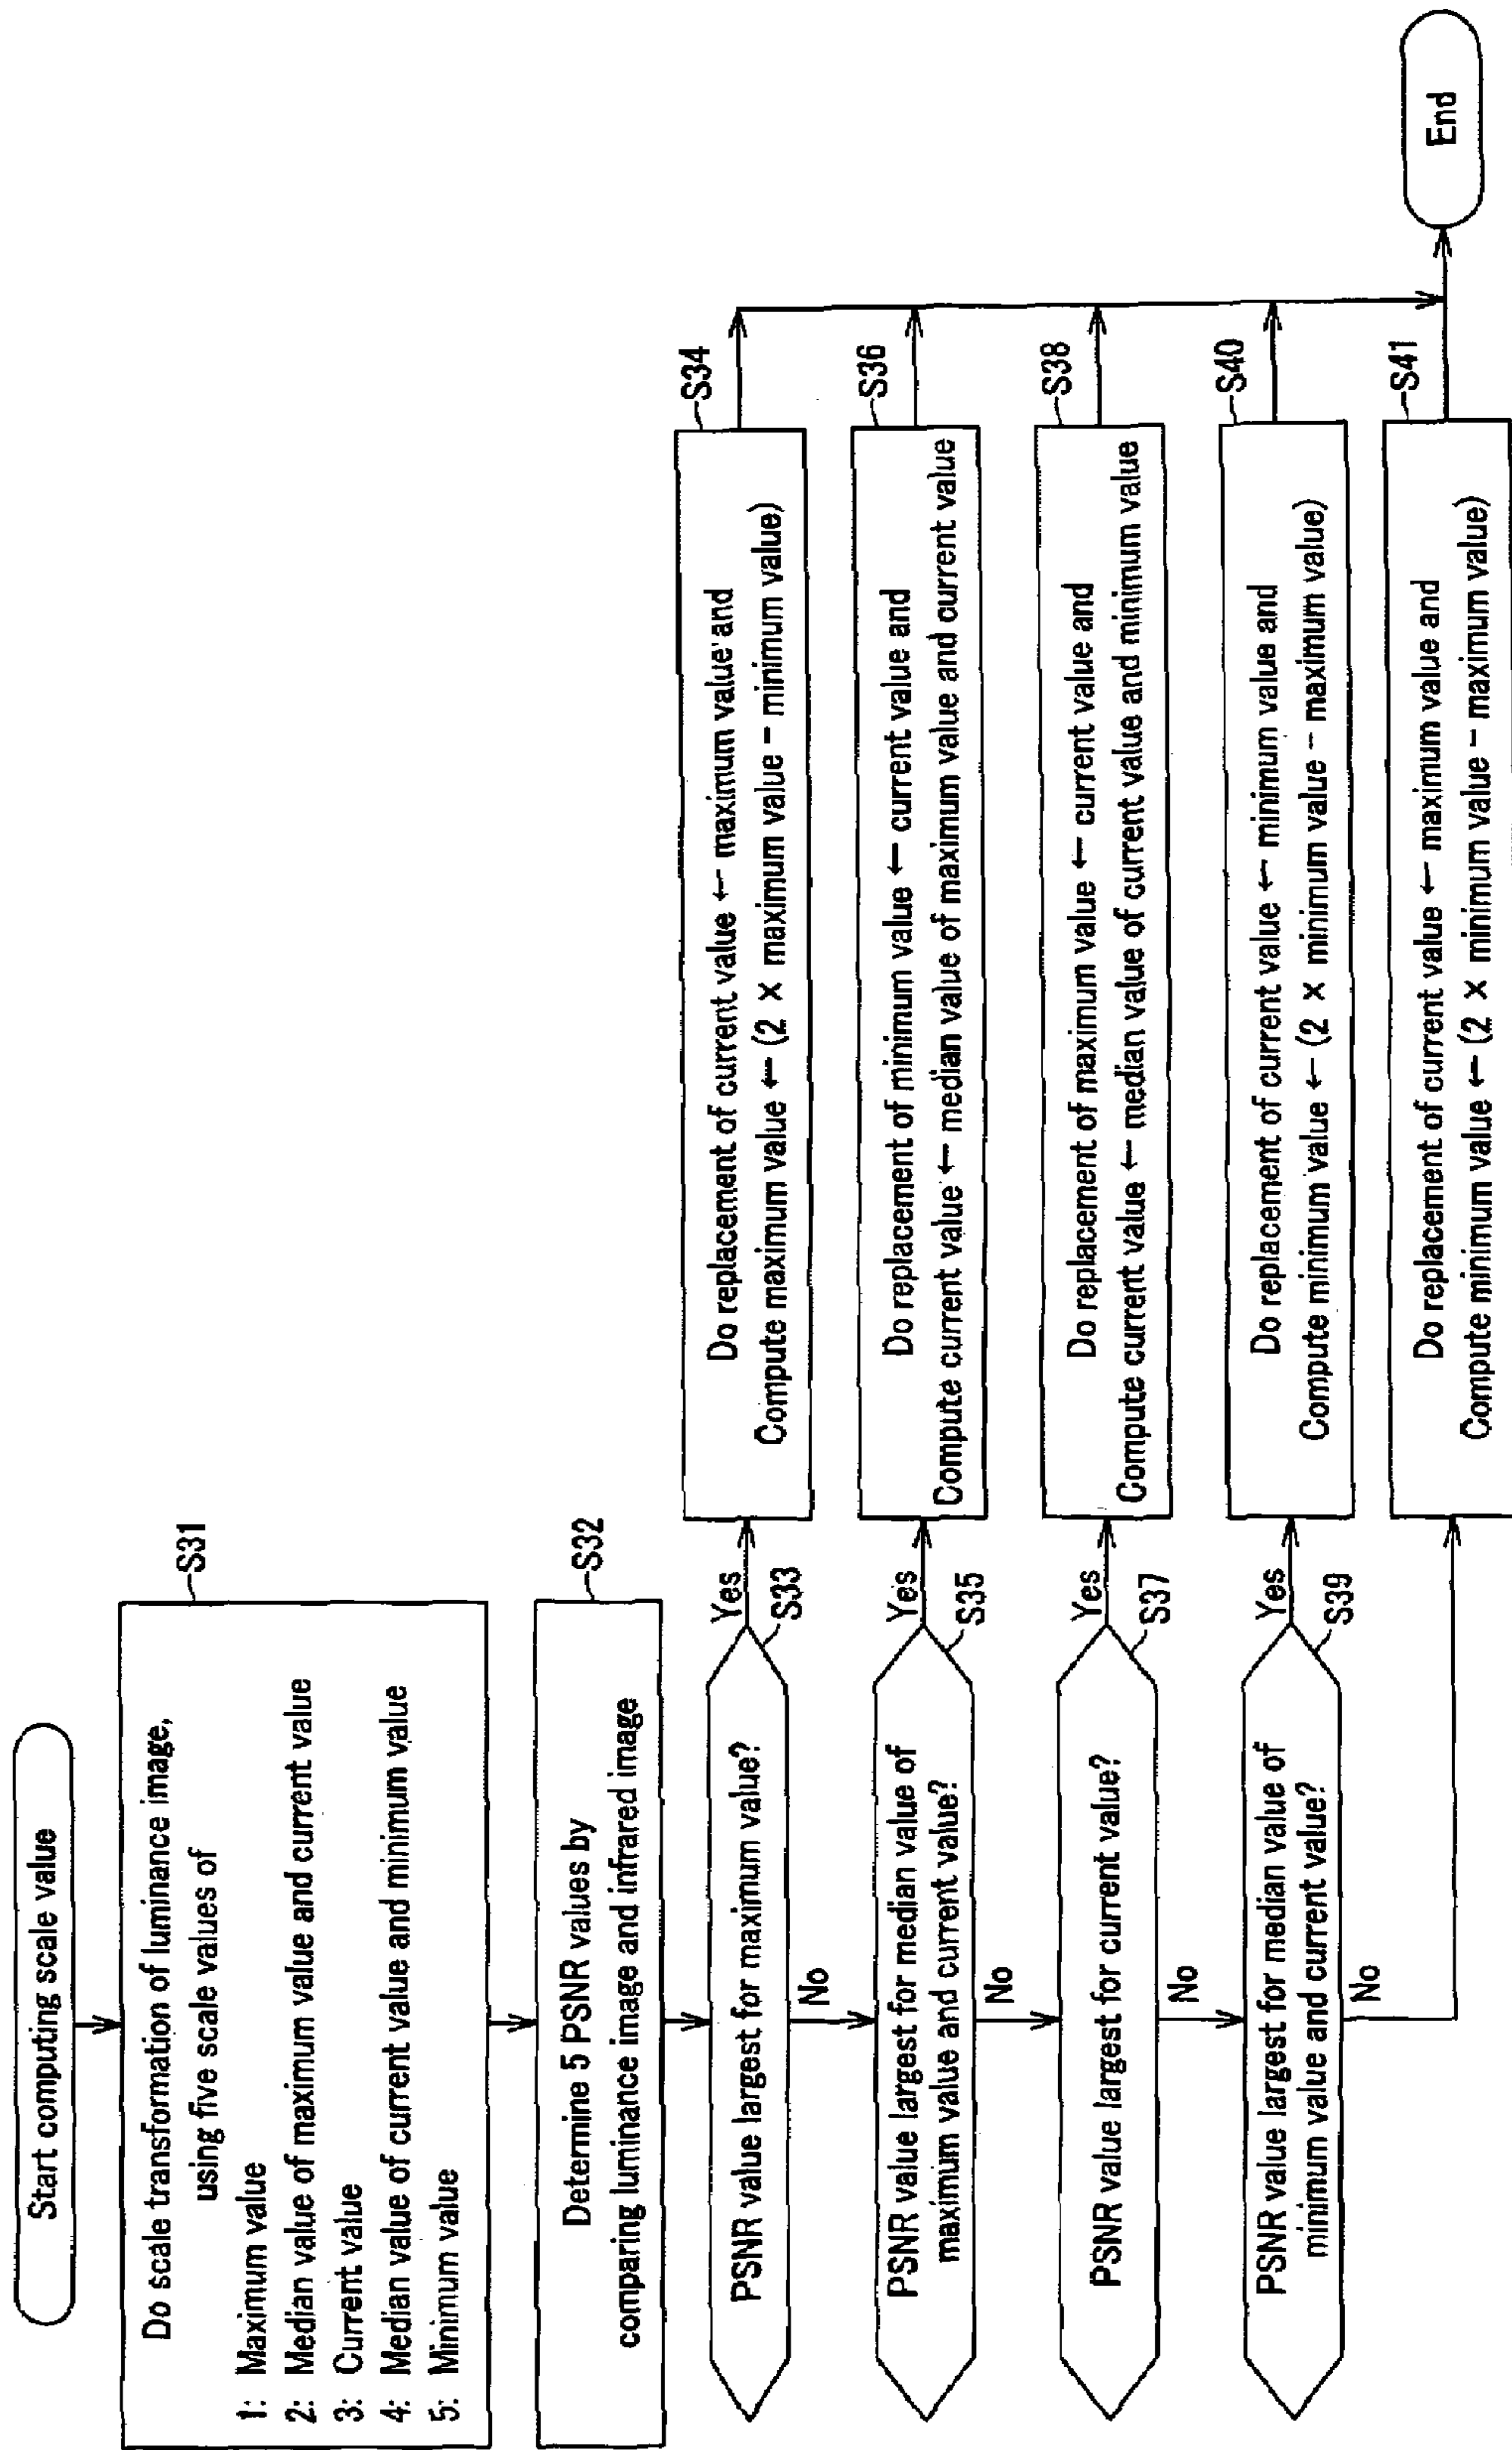 Start computing scale value
S31
Do scale transformation of luminance image,
using five scale values of
1: Maximum value
2: Median value of maximum value and current value
3: Current value
4: Median value of current value and minimum value
5: Minimum value
S32
Determine 5 PSNR values by
comparing luminance image and infrared image
PSNR value largest for maximum value?
Yes
S33
No
S34
Do replacement of current value ← maximum value and
Compute maximum value ← (2 × maximum value – minimum value)
PSNR value largest for median value of
maximum value and current value?
Yes
S35
No
S36
Do replacement of minimum value ← current value and
Compute current value ← median value of maximum value and current value
PSNR value largest for current value?
Yes
S37
No
S38
Do replacement of maximum value ← current value and
Compute current value ← median value of current value and minimum value
PSNR value largest for median value of
minimum value and current value?
Yes
S39
No
S40
Do replacement of current value ← minimum value and
Compute minimum value ← (2 × minimum value – maximum value)
S41
Do replacement of current value ← maximum value and
Compute minimum value ← (2 × minimum value – maximum value)
End